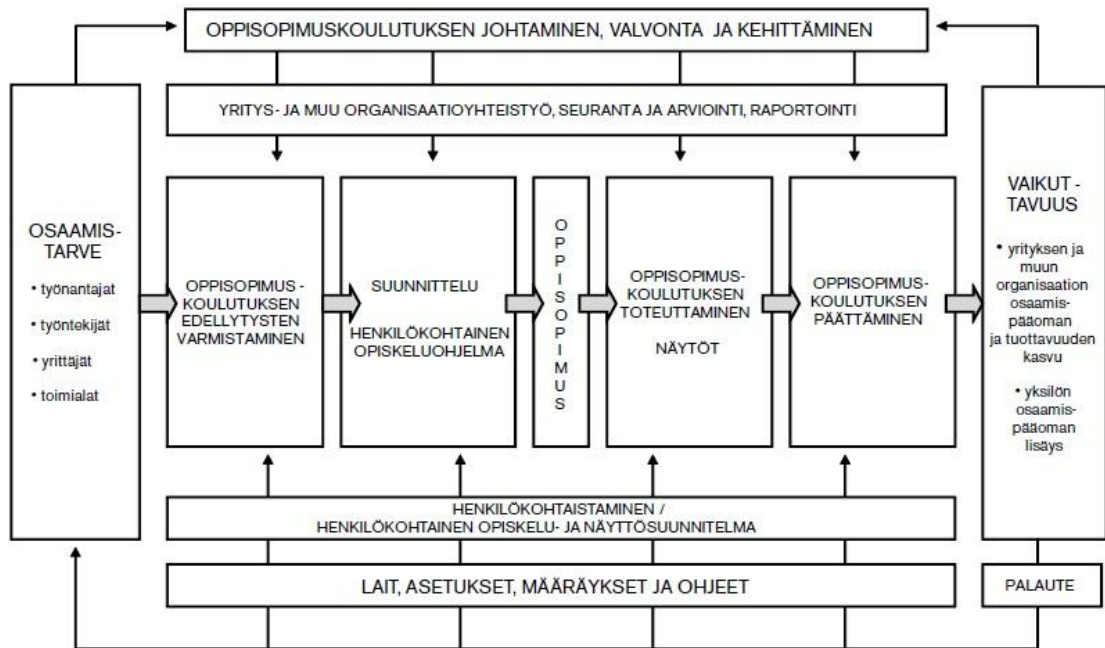 OPPISOPIMUSKOULUTUKSEN JOHTAMINEN, VALVONTA JA KEHITTÄMINEN
YRITYS- JA MUU ORGANISAATIOYHTEISTYÖ, SEURANTA JA ARVIOINTI, RAPORTOINTI
OSAAMIS-
TARVE
• työnantajat
• työntekijät
• yrittäjät
• toimialat
OPPISOPIMUS -
KOULUTUKSEN
EDELLYTYSTEN
VARMISTAMINEN
SUUNNITTELU
HENKILÖKOHTAINEN
OPISKELUOHJELMA
O
P
P
I
S
O
P
I
M
U
S
OPPISOPIMUS-
KOULUTUKSEN
TOTEUTTAMINEN
NÄYTÖT
OPPISOPIMUS-
KOULUTUKSEN
PÄÄTTÄMINEN
VAIKUT -
TAVUUS
• yrityksen ja
muun
organisaation
osaamis-
pääoman
ja tuottavuuden
kasvu
• yksilön
osaamis-
pääoman
lisäys
HENKILÖKOHTAISTAMINEN /
HENKILÖKOHTAINEN OPISKELU- JA NÄYTTÖSUUNNITELMA
LAIT, ASETUKSET, MÄÄRÄYKSET JA OHJEET
PALAUTE